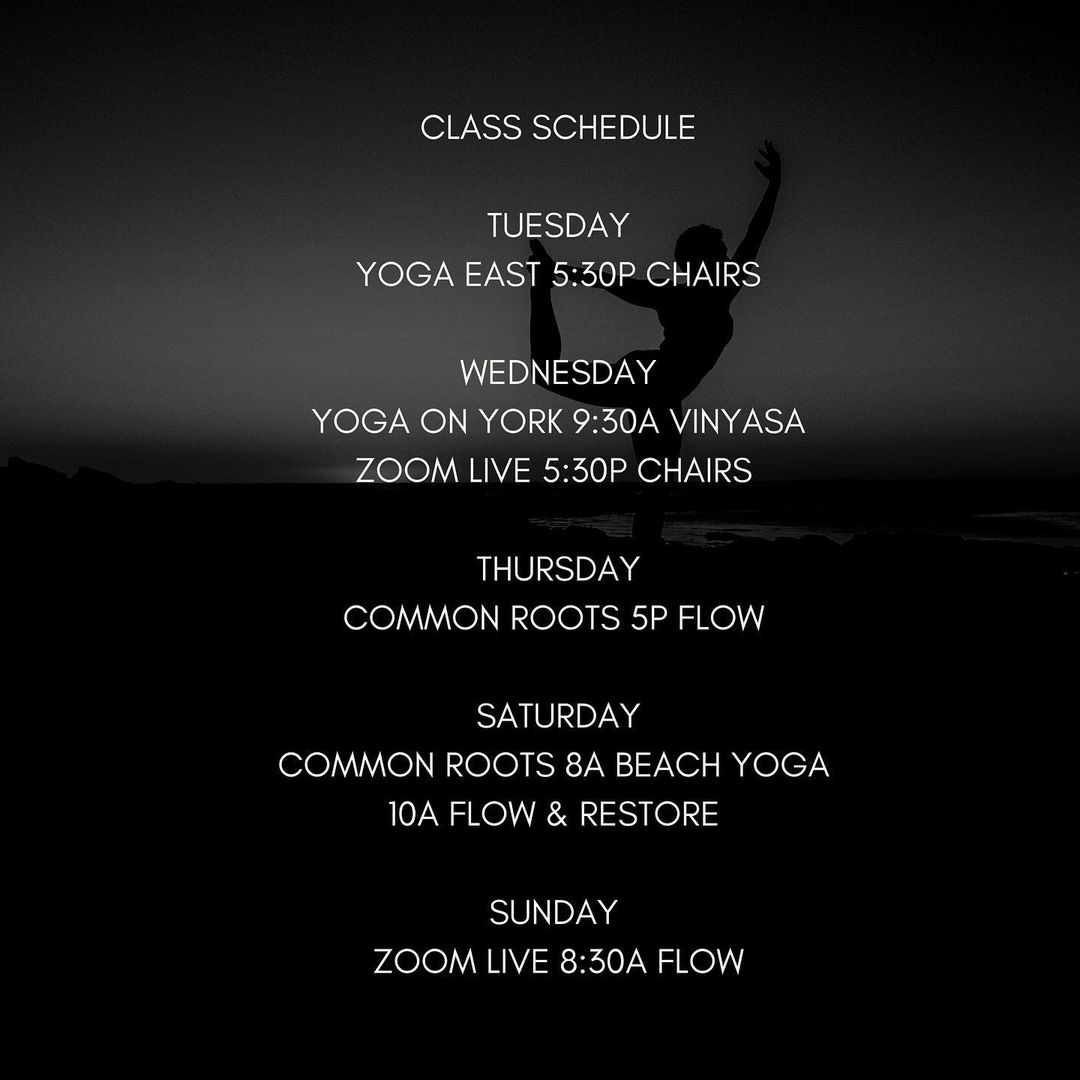 CLASS SCHEDULE
TUESDAY
YOGA EAST 5:30P CHAIRS
WEDNESDAY
YOGA ON YORK 9:30A VINYASA
ZOOM LIVE 5:30P CHAIRS
THURSDAY
COMMON ROOTS 5P FLOW
SATURDAY
COMMON ROOTS 8A BEACH YOGA
10A FLOW & RESTORE
SUNDAY
ZOOM LIVE 8:30A FLOW